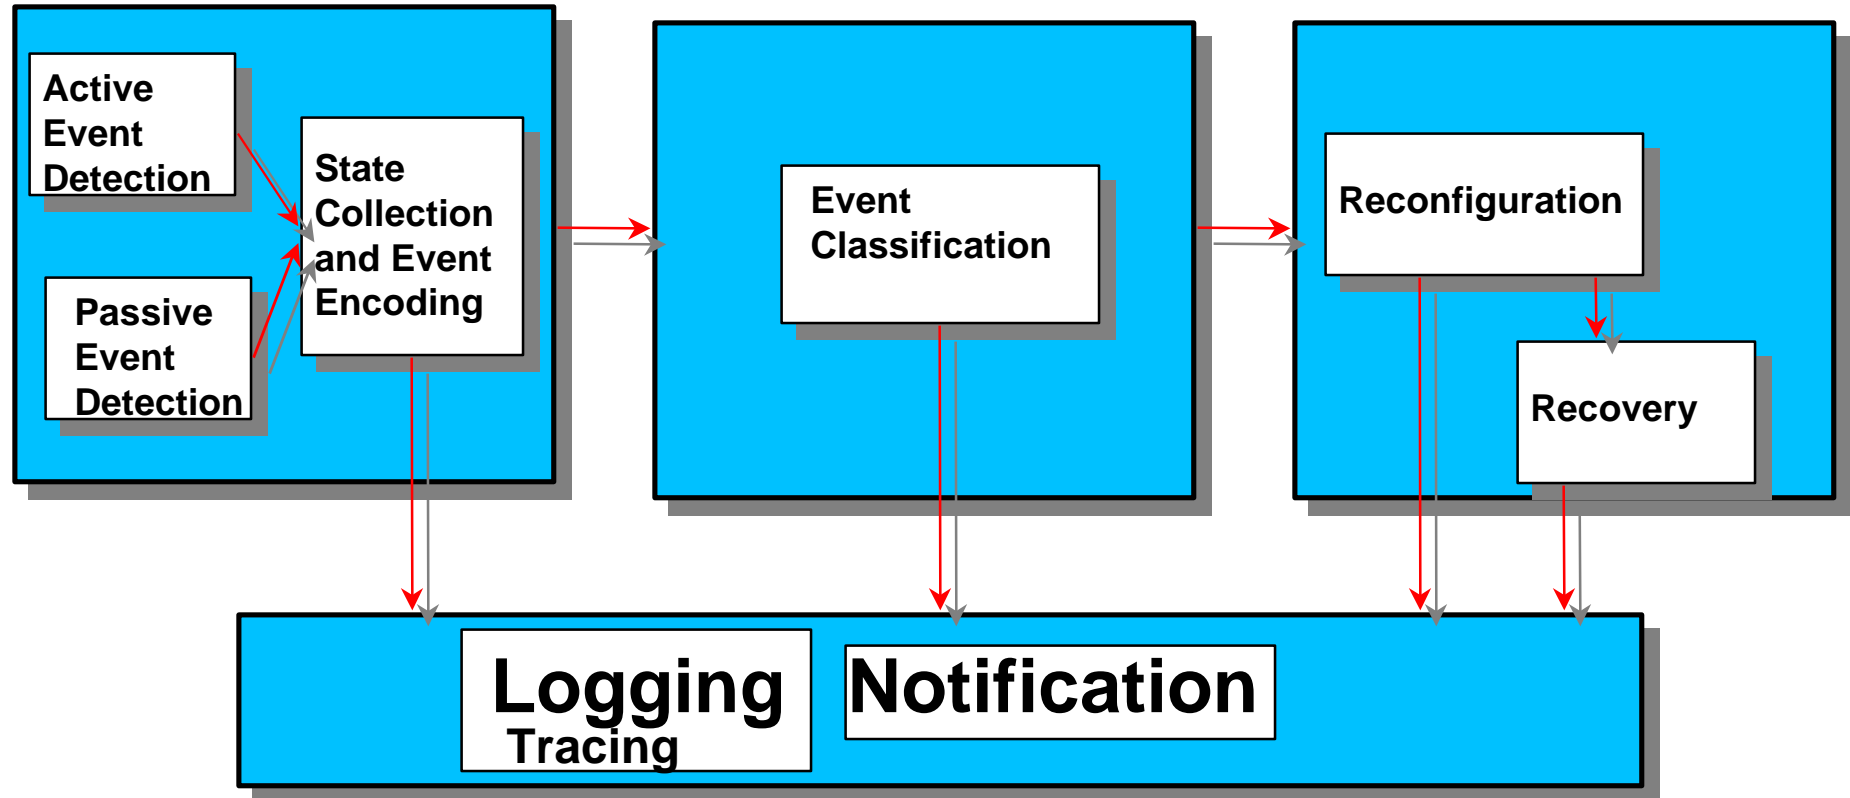 Active
Event
Detection
State
Collection
and Event
Encoding
Passive
Event
Detection
Event
Classification
Reconfiguration
Recovery
Logging
Tracing
Notification